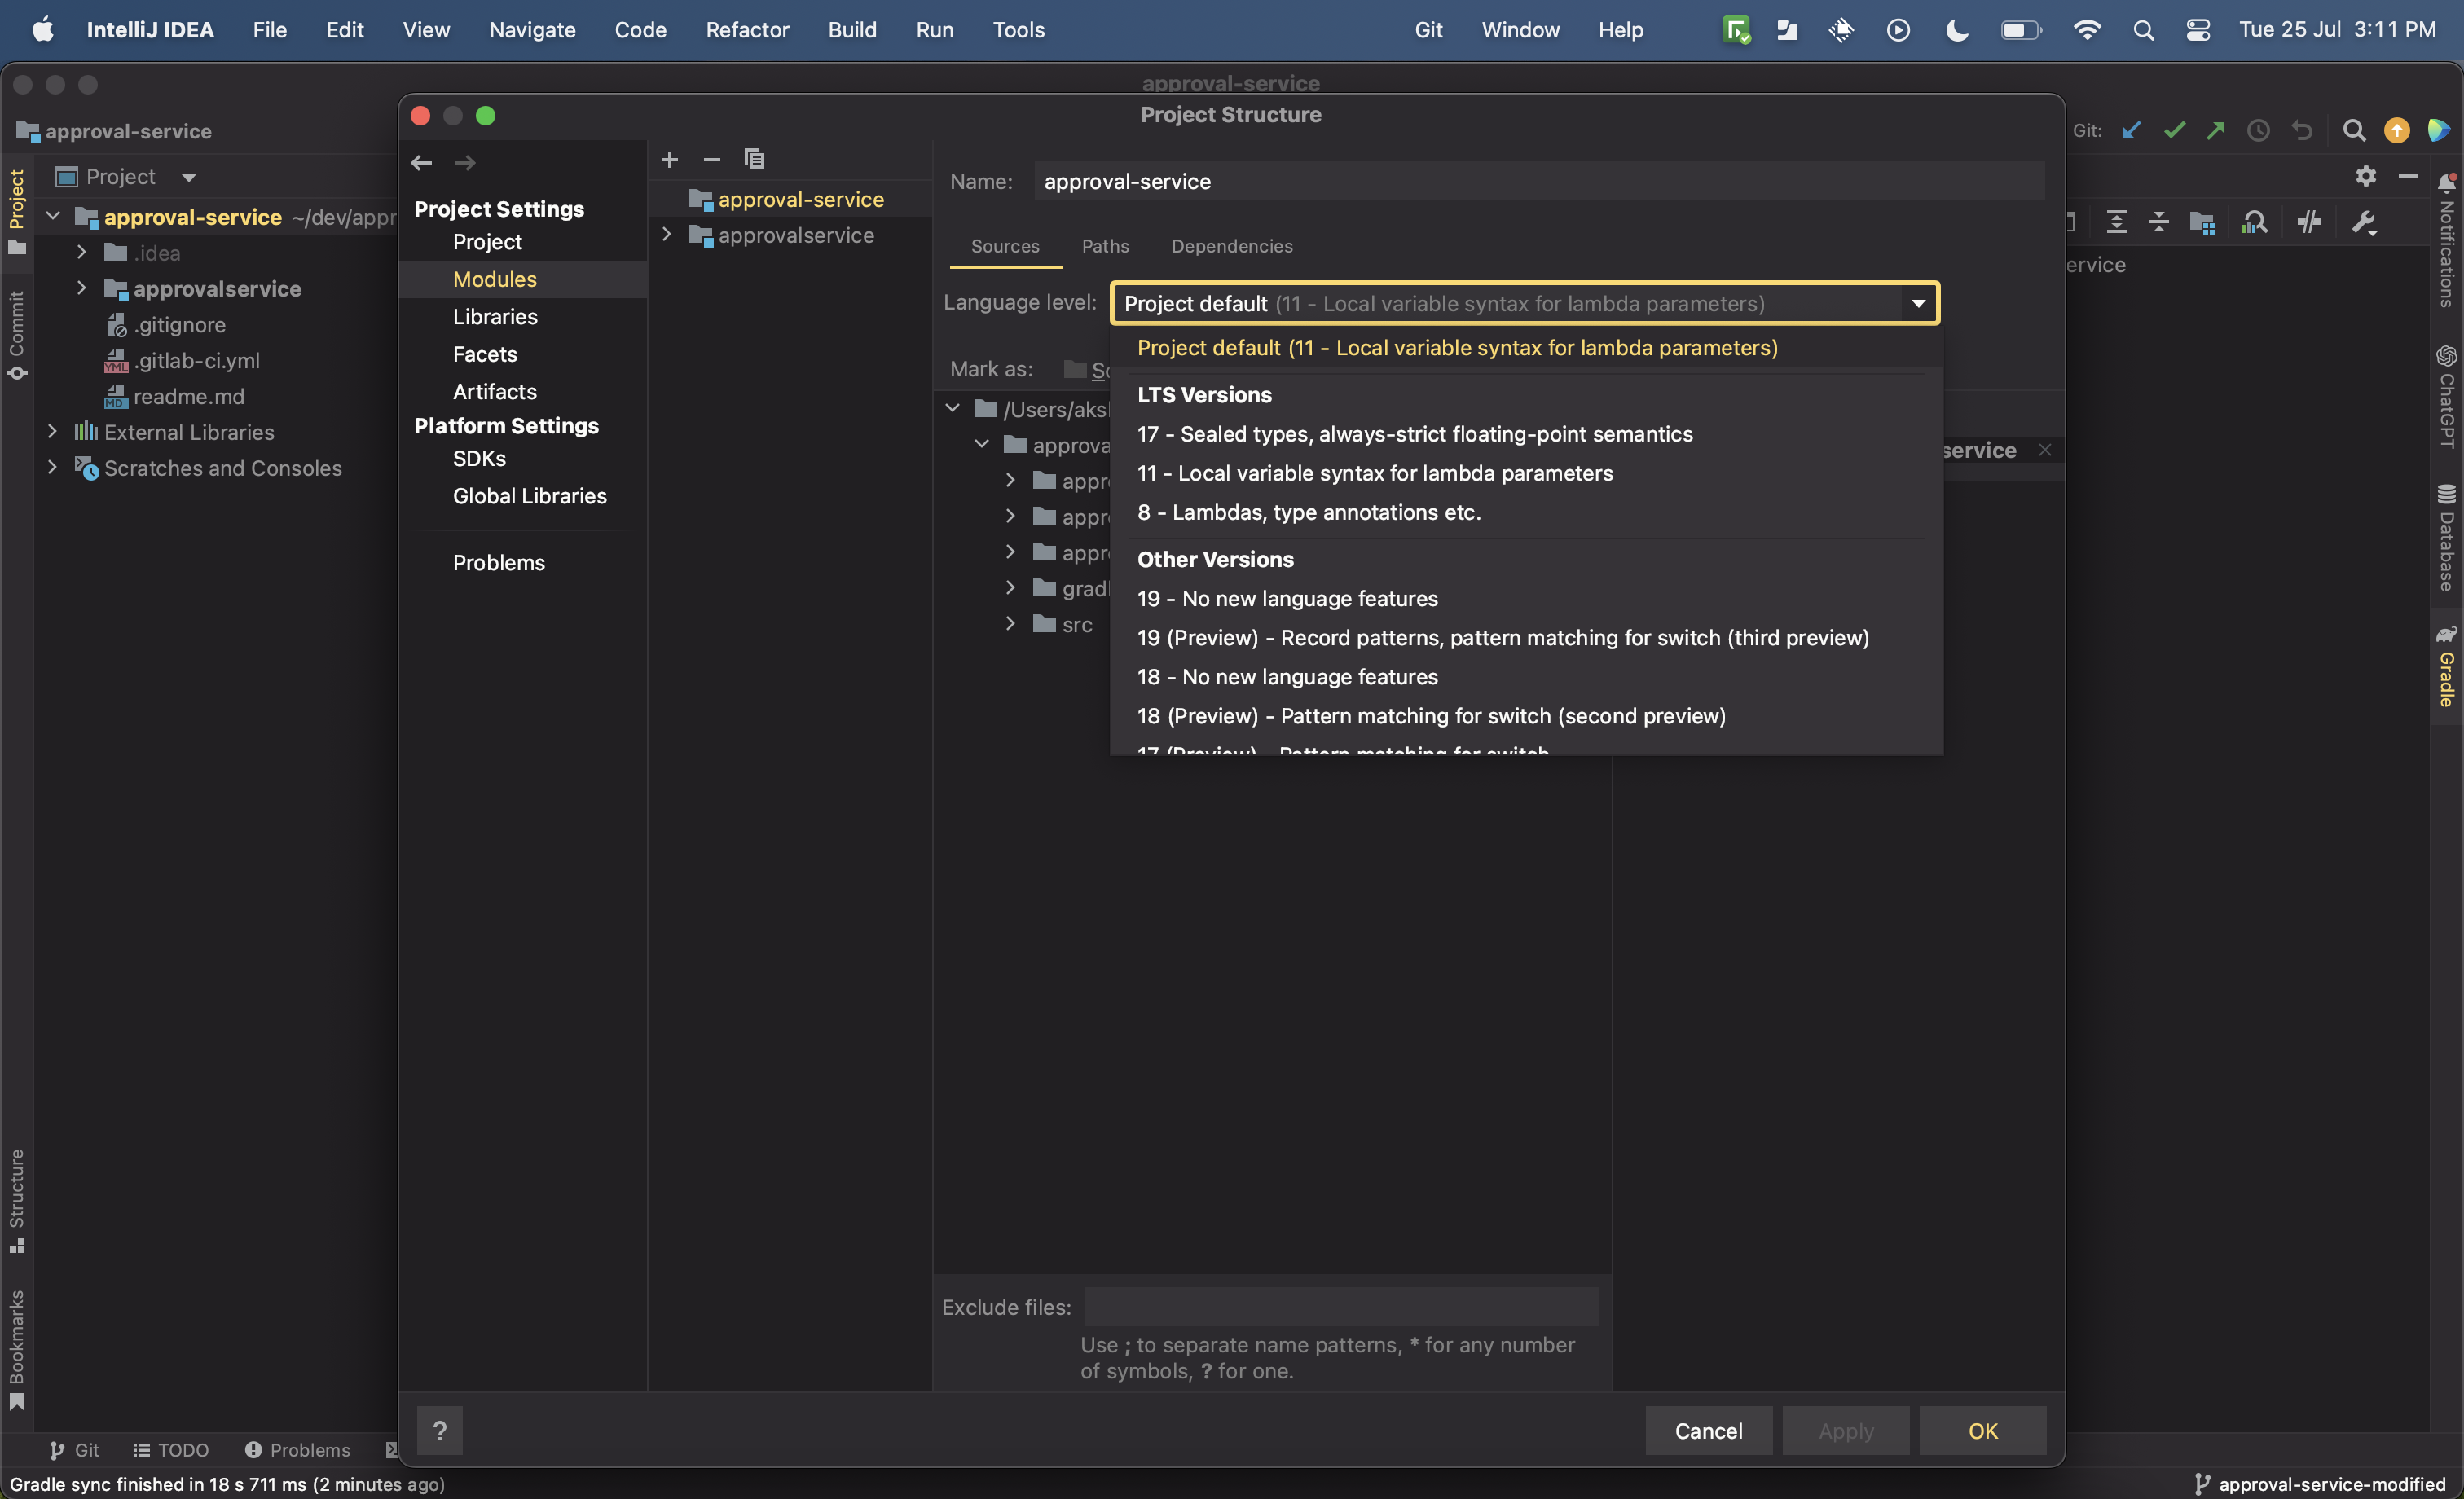 IntelliJ IDEA File Edit View Navigate Code Refactor Build Run Tools Git Window Help Tue 25 Jul 3:11 PM
approval-service
Project Structure
approval-service
Git:
Project
approval-service ~/dev/appr
.idea
approvalservice
.gitignore
.gitlab-ci.yml
readme.md
External Libraries
Scratches and Consoles
Project
Commit
Structure
Bookmarks
Project Settings
Project
Modules
Libraries
Facets
Artifacts
Platform Settings
SDKs
Global Libraries
Problems
approval-service
approvalservice
Name: approval-service
Sources Paths Dependencies
Language level: Project default (11 - Local variable syntax for lambda parameters)
Project default (11 - Local variable syntax for lambda parameters)
Mark as:
LTS Versions
17 - Sealed types, always-strict floating-point semantics
11 - Local variable syntax for lambda parameters
8 - Lambdas, type annotations etc.
Other Versions
19 - No new language features
19 (Preview) - Record patterns, pattern matching for switch (third preview)
18 - No new language features
18 (Preview) - Pattern matching for switch (second preview)
17 (Preview) - Pattern matching for switch
/Users/aksl
approva
appr
appr
appr
gradl
src
service
ervice
Exclude files:
Use ; to separate name patterns, * for any number
of symbols, ? for one.
? Cancel Apply OK
Notifications
ChatGPT
Database
Gradle
Git TODO Problems
Gradle sync finished in 18 s 711 ms (2 minutes ago) approval-service-modified